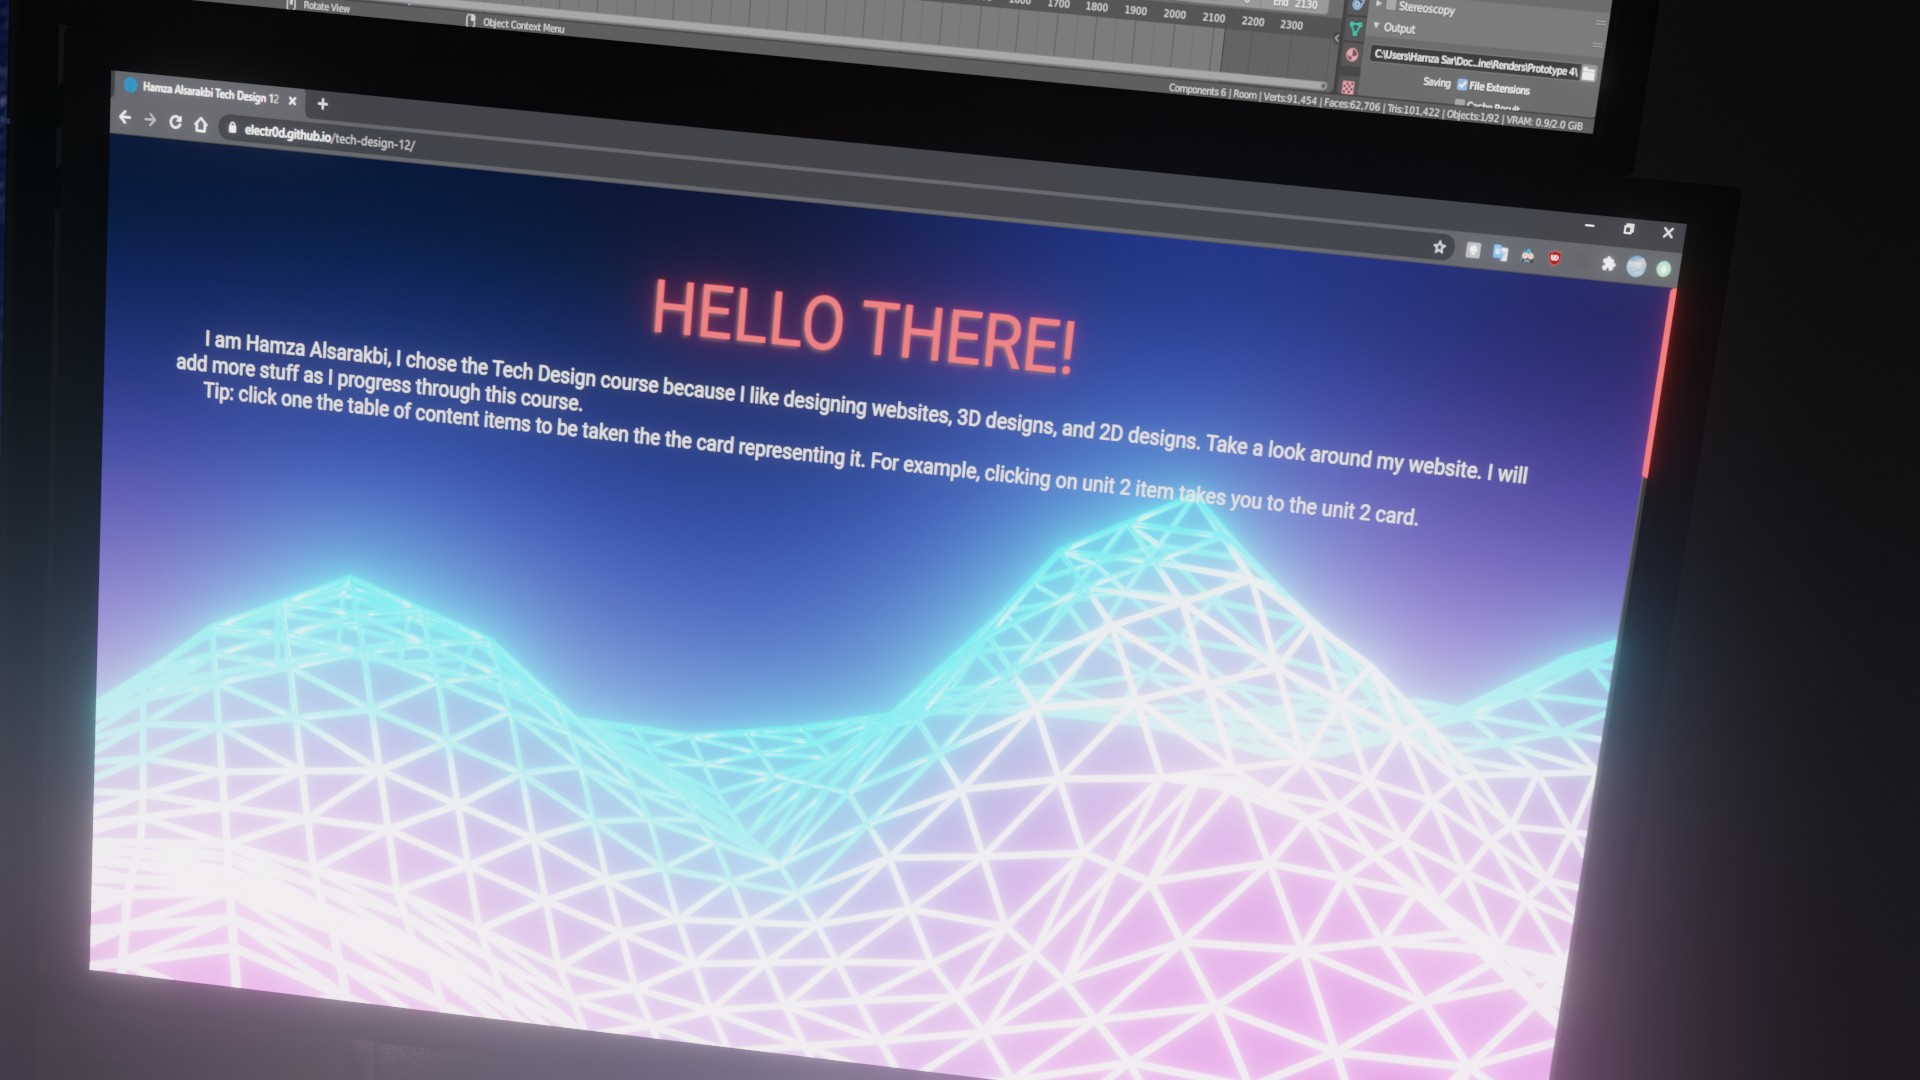 Rotate View
Object Context Menu
1700 1800 1900 2000 2100 2200 2300
End 2130
Stereoscopy
Output
C:\Users\Hamza Sar\Doc...ine\Renders\Prototype 4\
Saving File Extensions
Components 6 | Room | Verts:91,454 | Faces:62,706 | Tris:101,422 | Objects:1/92 | VRAM: 0.9/2.0 GiB
Hamza Alsarakbi Tech Design 12
electr0d.github.io/tech-design-12/
HELLO THERE!
I am Hamza Alsarakbi, I chose the Tech Design course because I like designing websites, 3D designs, and 2D designs. Take a look around my website. I will
add more stuff as I progress through this course.
Tip: click one the table of content items to be taken the the card representing it. For example, clicking on unit 2 item takes you to the unit 2 card.